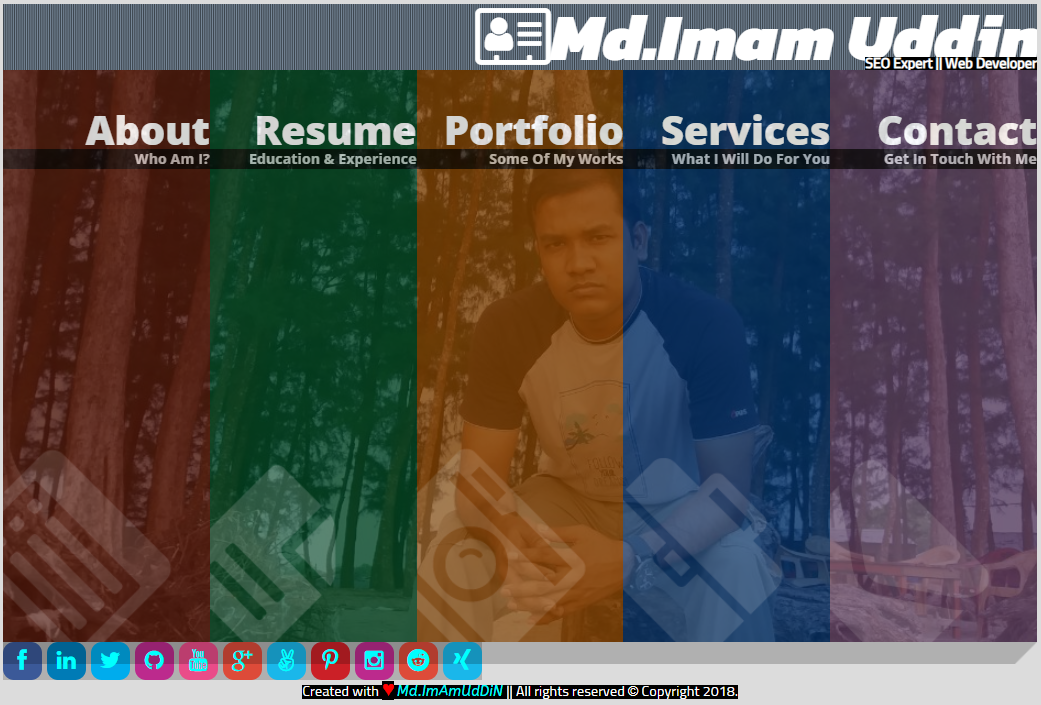 Md.Imam Uddin
SEO Expert || Web Developer
About
Who Am I?
Resume
Education & Experience
Portfolio
Some Of My Works
Services
What I Will Do For You
Contact
Get In Touch With Me
You Tube
Created with ♥ Md.ImAmUdDiN || All rights reserved © Copyright 2018.